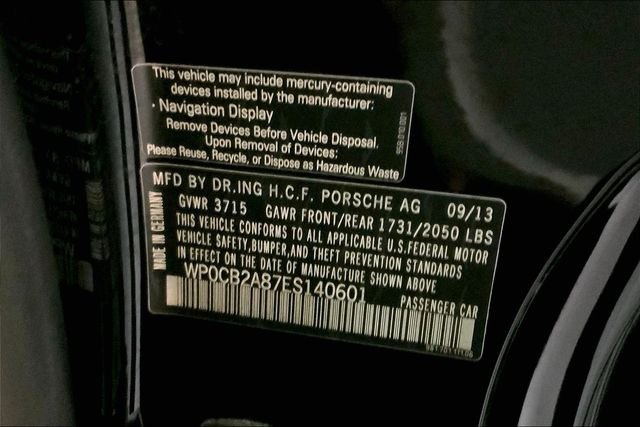 This vehicle may include mercury-containing
devices installed by the manufacturer:
· Navigation Display
Remove Devices Before Vehicle Disposal.
Upon Removal of Devices:
Please Reuse, Recycle, or Dispose as Hazardous Waste
MFD BY DR.ING H.C.F. PORSCHE AG 09/13
GVWR 3715 GAWR FRONT/REAR 1731/2050 LBS
THIS VEHICLE CONFORMS TO ALL APPLICABLE U.S.FEDERAL MOTOR
VEHICLE SAFETY,BUMPER,AND THEFT PREVENTION STANDARDS
IN EFFECT ON THE DATE OF MANUFACTURE SHOWN ABOVE
WP0CB2A87ES140601 PASSENGER CAR
MADE IN GERMANY